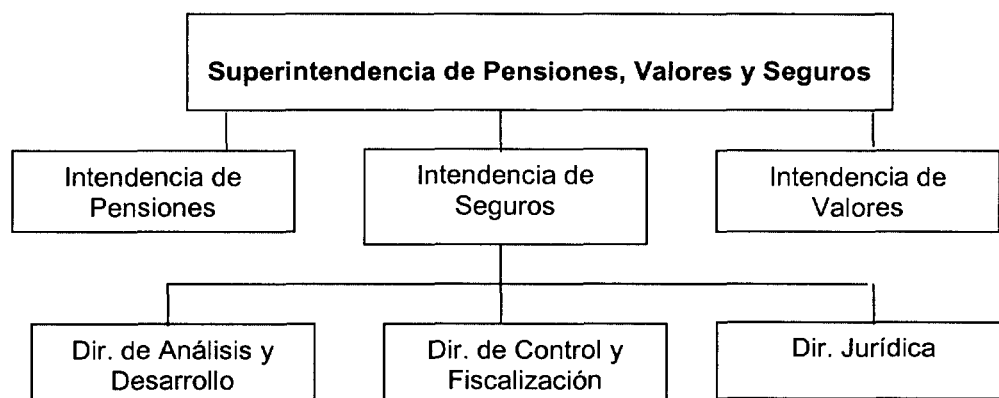 Superintendencia de Pensiones, Valores y Seguros
Intendencia de
Pensiones
Intendencia de
Seguros
Intendencia de
Valores
Dir. de Análisis y
Desarrollo
Dir. de Control y
Fiscalización
Dir. Jurídica